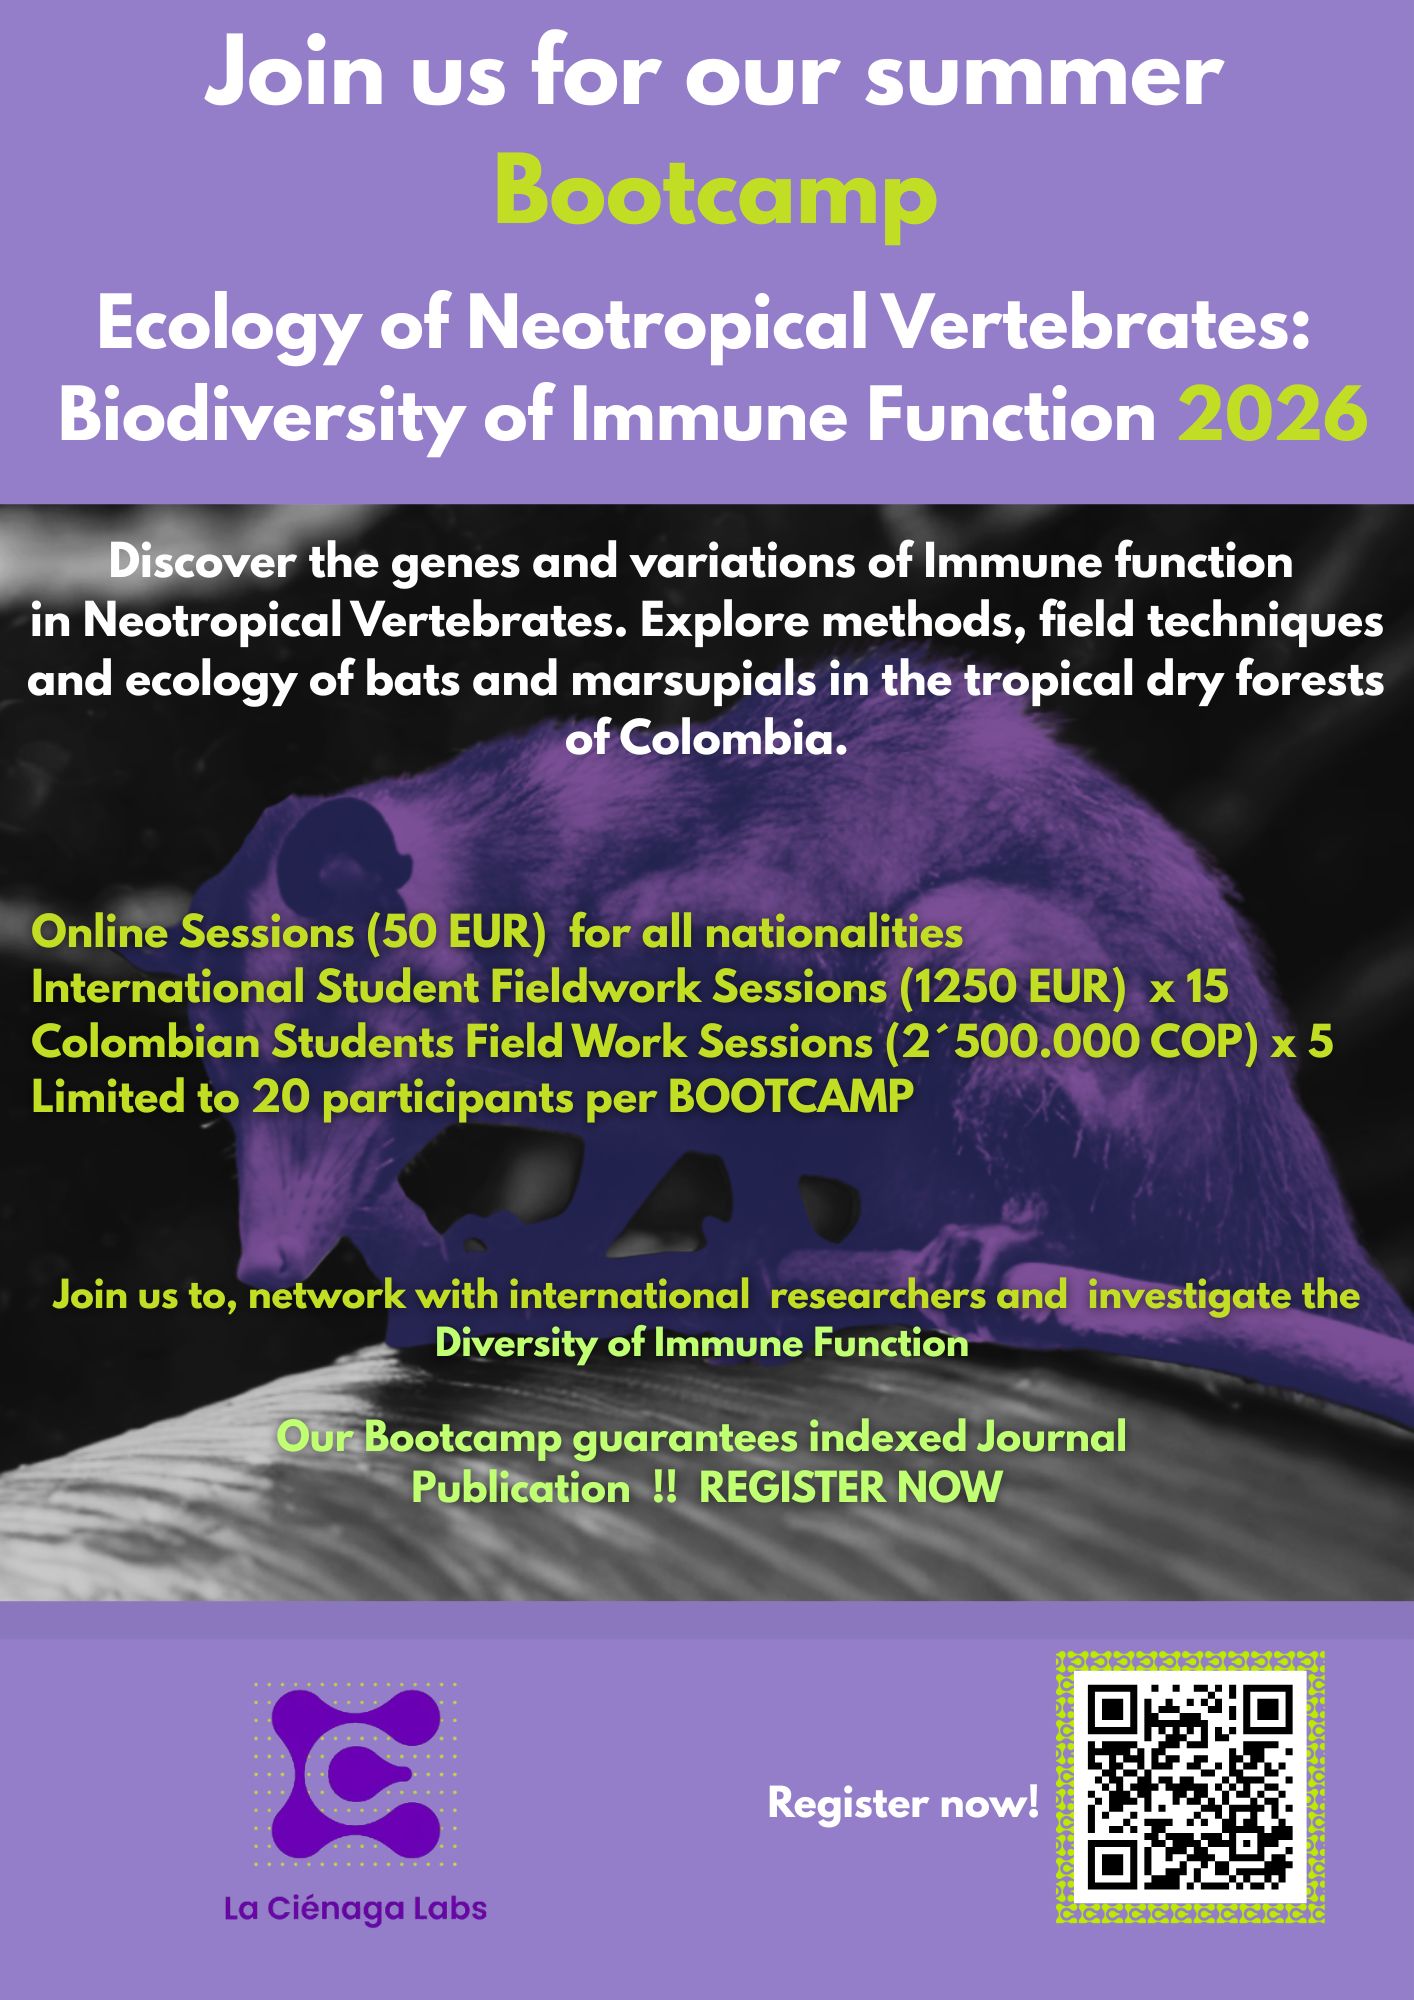 Join us for our summer
Bootcamp
Ecology of Neotropical Vertebrates:
Biodiversity of Immune Function 2026
Discover the genes and variations of Immune function
in Neotropical Vertebrates. Explore methods, field techniques
and ecology of bats and marsupials in the tropical dry forests
of Colombia.
Online Sessions (50 EUR) for all nationalities
International Student Fieldwork Sessions (1250 EUR) x 15
Colombian Students Field Work Sessions (2´500.000 COP) x 5
Limited to 20 participants per BOOTCAMP
Join us to, network with international researchers and investigate the
Diversity of Immune Function
Our Bootcamp guarantees indexed Journal
Publication !! REGISTER NOW
Register now!
La Ciénaga Labs